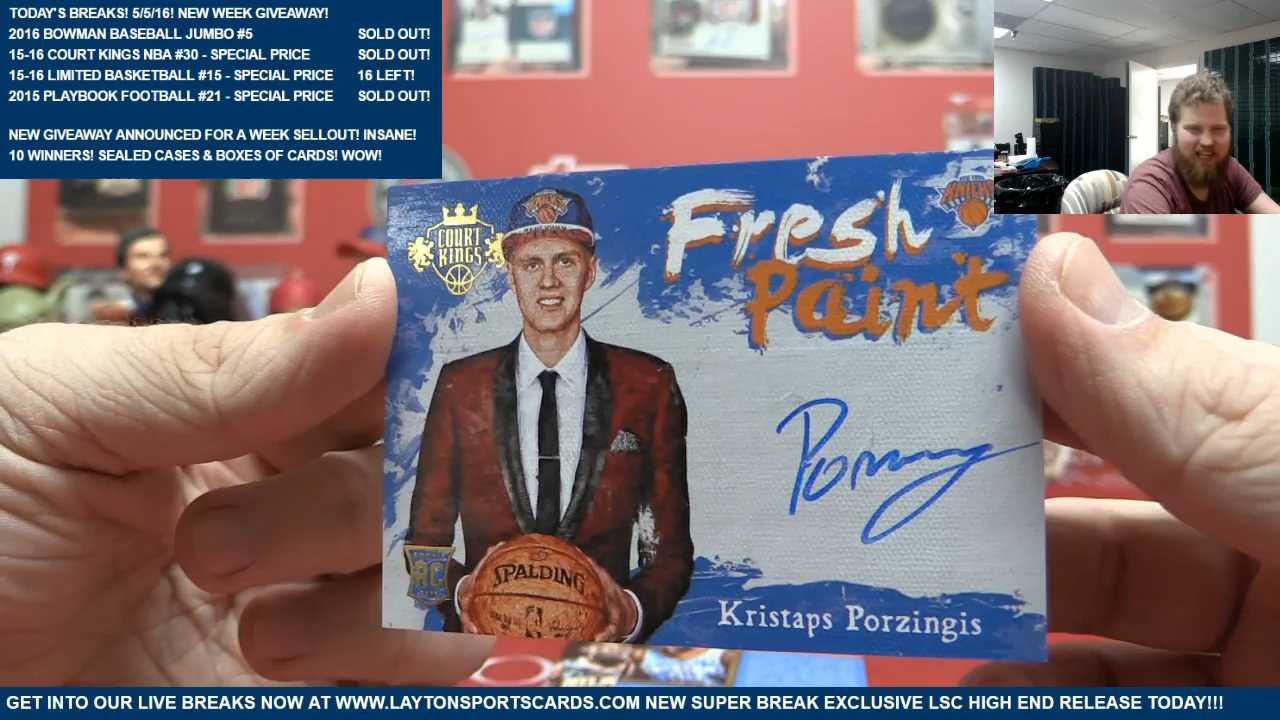 TODAY'S BREAKS! 5/5/16! NEW WEEK GIVEAWAY!
2016 BOWMAN BASEBALL JUMBO #5 SOLD OUT!
15-16 COURT KINGS NBA #30 - SPECIAL PRICE SOLD OUT!
15-16 LIMITED BASKETBALL #15 - SPECIAL PRICE 16 LEFT!
2015 PLAYBOOK FOOTBALL #21 - SPECIAL PRICE SOLD OUT!
NEW GIVEAWAY ANNOUNCED FOR A WEEK SELLOUT! INSANE!
10 WINNERS! SEALED CASES & BOXES OF CARDS! WOW!
COURT
KINGS
KNICKS
Fresh
Paint
KNICKS
RC
SPALDING
Kristaps Porzingis
GET INTO OUR LIVE BREAKS NOW AT WWW.LAYTONSPORTSCARDS.COM NEW SUPER BREAK EXCLUSIVE LSC HIGH END RELEASE TODAY!!!